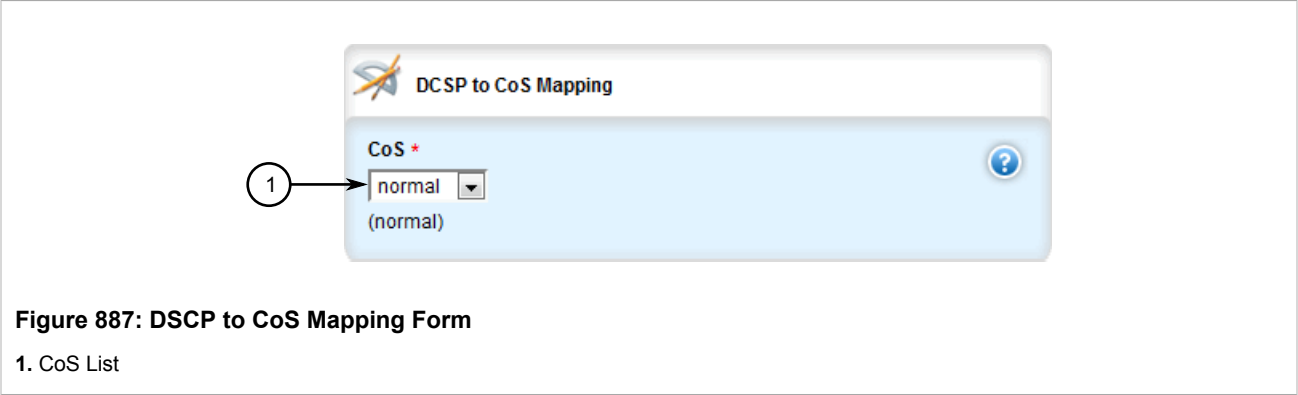 DCSP to CoS Mapping
CoS *
1
normal
(normal)
Figure 887: DSCP to CoS Mapping Form
1. CoS List